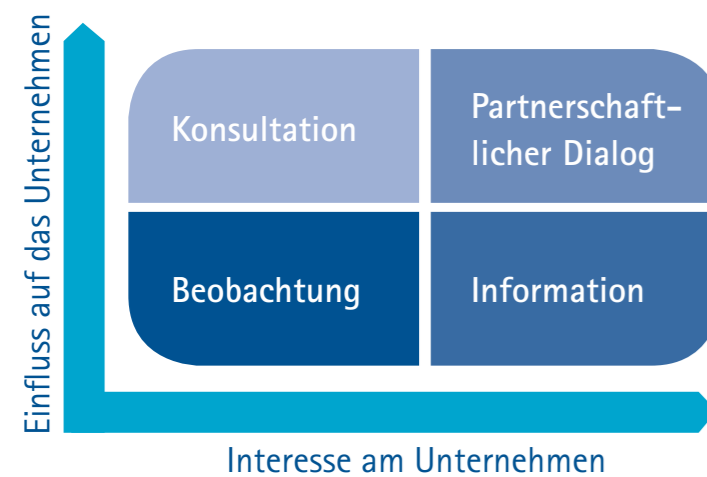 Einfluss auf das Unternehmen
Konsultation
Partnerschaft-
licher Dialog
Beobachtung
Information
Interesse am Unternehmen